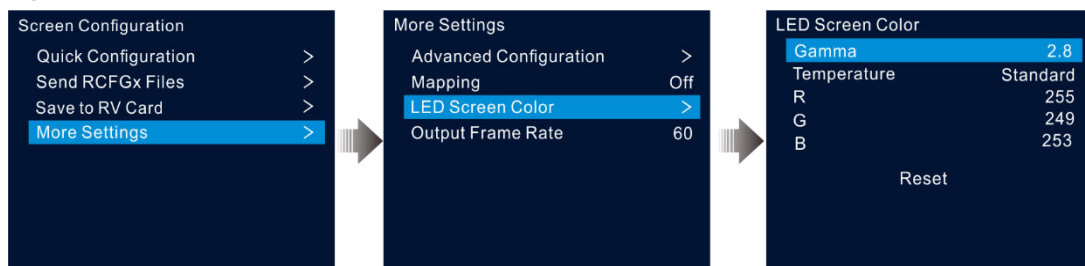 Screen Configuration
Quick Configuration >
Send RCFGx Files >
Save to RV Card >
More Settings >
More Settings
Advanced Configuration >
Mapping Off
LED Screen Color >
Output Frame Rate 60
LED Screen Color
Gamma 2.8
Temperature Standard
R 255
G 249
B 253
Reset